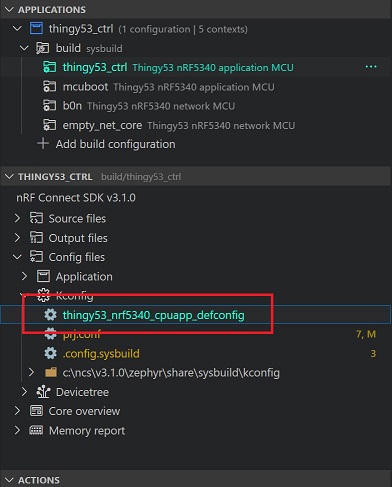 APPLICATIONS
thingy53_ctrl (1 configuration | 5 contexts)
build sysbuild
thingy53_ctrl Thingy53 nRF5340 application MCU
mcuboot Thingy53 nRF5340 application MCU
b0n Thingy53 nRF5340 network MCU
empty_net_core Thingy53 nRF5340 network MCU
Add build configuration
THINGY53_CTRL build/thingy53_ctrl
nRF Connect SDK v3.1.0
Source files
Output files
Config files
Application
Kconfig
thingy53_nrf5340_cpuapp_defconfig
prj.conf 7, M
.config.sysbuild 3
c:\ncs\v3.1.0\zephyr\share\sysbuild\kconfig
Devicetree
Core overview
Memory report
ACTIONS